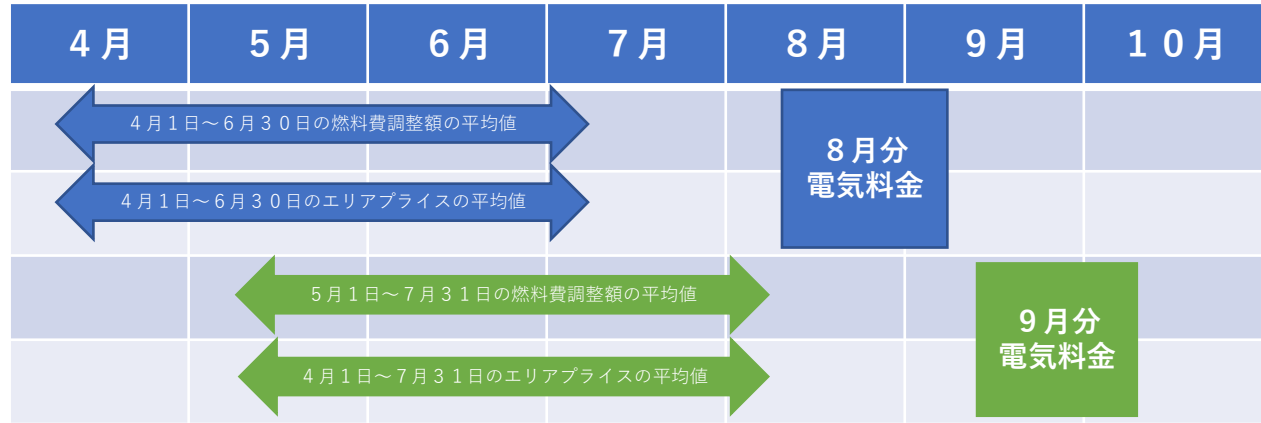 4月 5月 6月 7月 8月 9月 10月
4月1日～6月30日の燃料費調整額の平均値
4月1日～6月30日のエリアプライスの平均値
8月分
電気料金
5月1日～7月31日の燃料費調整額の平均値
4月1日～7月31日のエリアプライスの平均値
9月分
電気料金